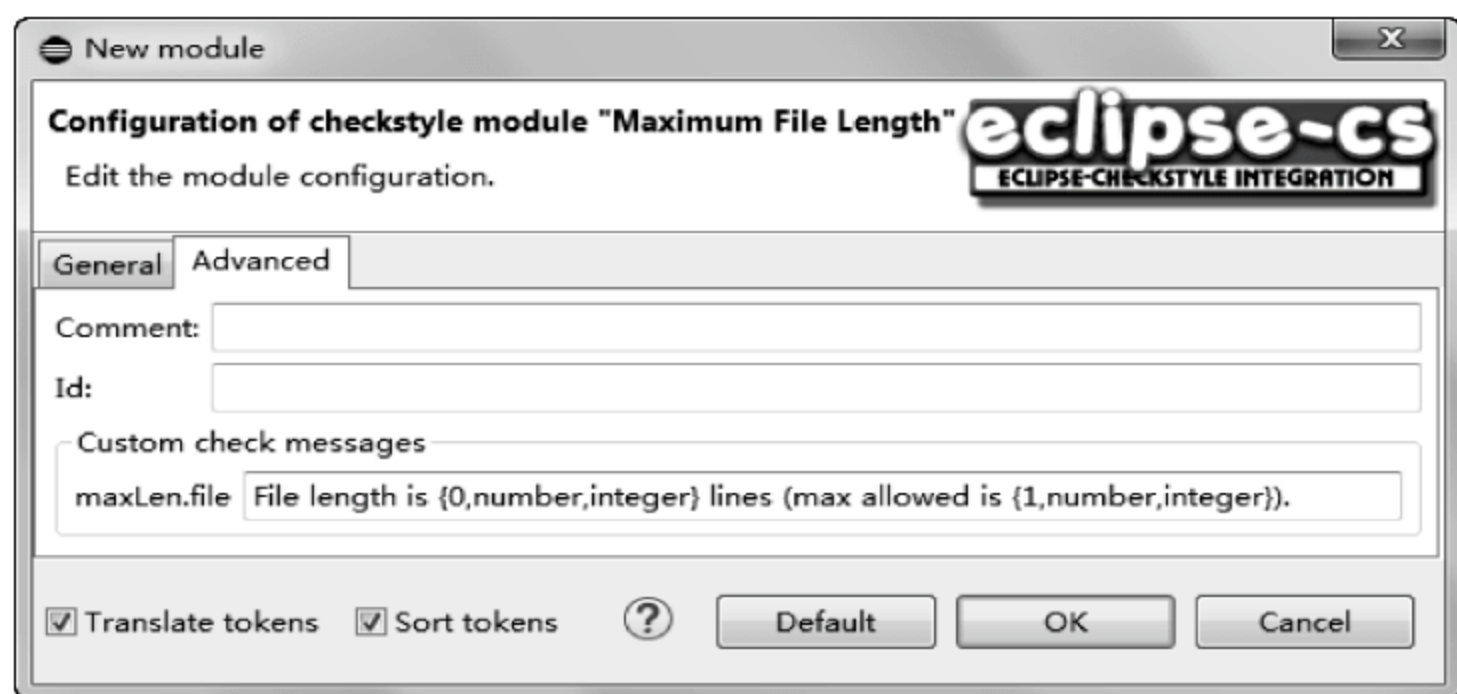 New module
Configuration of checkstyle module "Maximum File Length"
Edit the module configuration.
eclipse-cs
ECLIPSE-CHECKSTYLE INTEGRATION
General Advanced
Comment:
Id:
Custom check messages
maxLen.file File length is {0,number,integer} lines (max allowed is {1,number,integer}).
Translate tokens Sort tokens ? Default OK Cancel